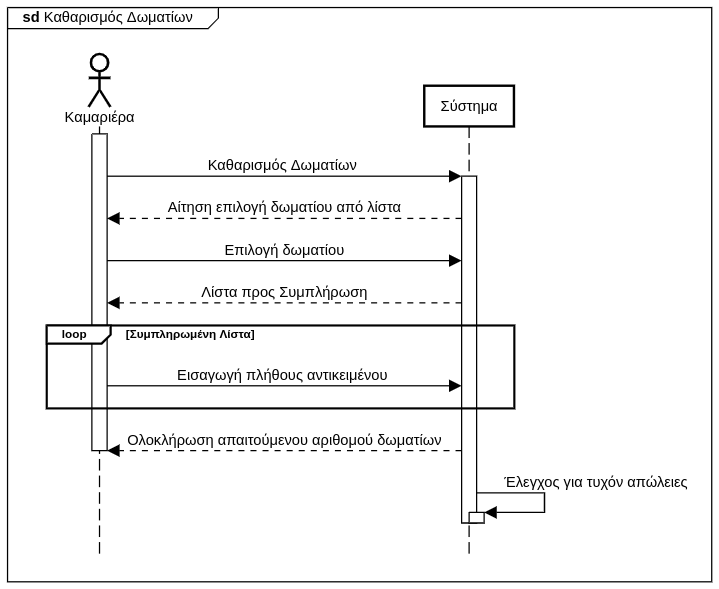 sd Καθαρισμός Δωματίων
Καμαριέρα
Σύστημα
Καθαρισμός Δωματίων
Αίτηση επιλογή δωματίου από λίστα
Επιλογή δωματίου
Λίστα προς Συμπλήρωση
loop [Συμπληρωμένη Λίστα]
Εισαγωγή πλήθους αντικειμένου
Ολοκλήρωση απαιτούμενου αριθμού δωματίων
Έλεγχος για τυχόν απώλειες